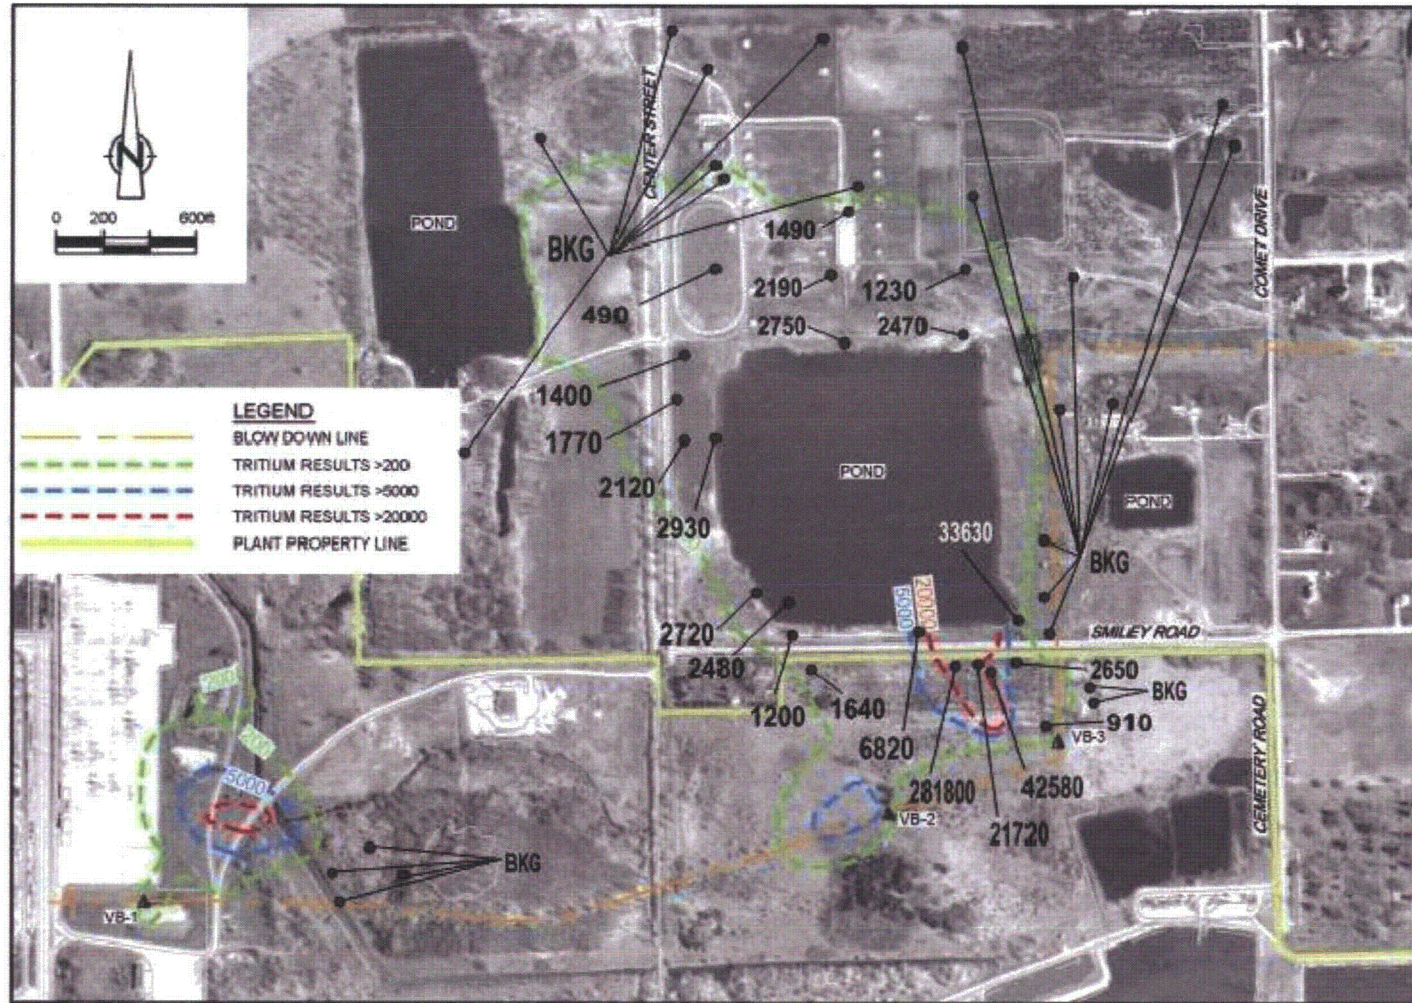 N
0 200 600ft
CENTER STREET
POND
COMET DRIVE
BKG
1490
490
2190
1230
2750
2470
1400
1770
2120
2930
LEGEND
BLOW DOWN LINE
TRITIUM RESULTS >200
TRITIUM RESULTS >5000
TRITIUM RESULTS >20000
PLANT PROPERTY LINE
POND
POND
33630
BKG
5000
20000
2720
2480
SMILEY ROAD
1200
1640
6820
2650
BKG
910
VB-3
200
200
5000
281800
42580
21720
VB-2
CEMETERY ROAD
BKG
VB-1